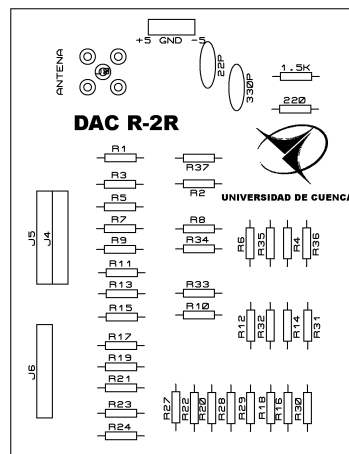 +5 GND -5
ANTENA
22P
330P
1.5K
220
DAC R-2R
UNIVERSIDAD DE CUENCA
R1
R37
R3
R2
R5
R7
R8
R9
R34
J5
J4
R6
R35
R4
R36
R11
R13
R33
R15
R10
R12
R32
R14
R31
R17
J6
R19
R21
R23
R24
R27
R22
R20
R28
R29
R18
R16
R30